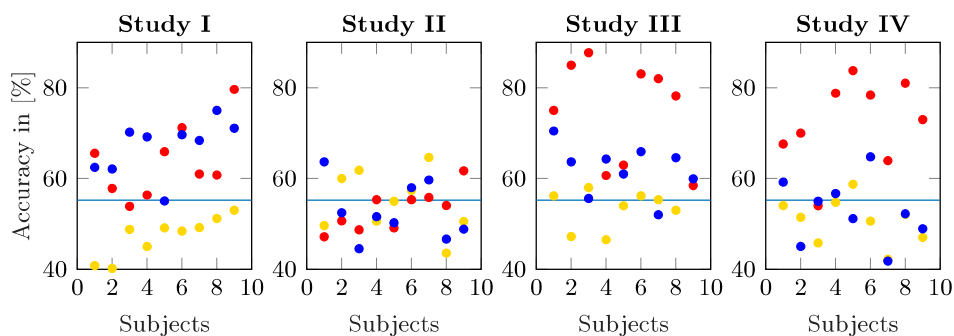 Study I Study II Study III Study IV
Accuracy in [%]
80 80 80 80
60 60 60 60
40 40 40 40
0 2 4 6 8 10 0 2 4 6 8 10 0 2 4 6 8 10 0 2 4 6 8 10
Subjects Subjects Subjects Subjects